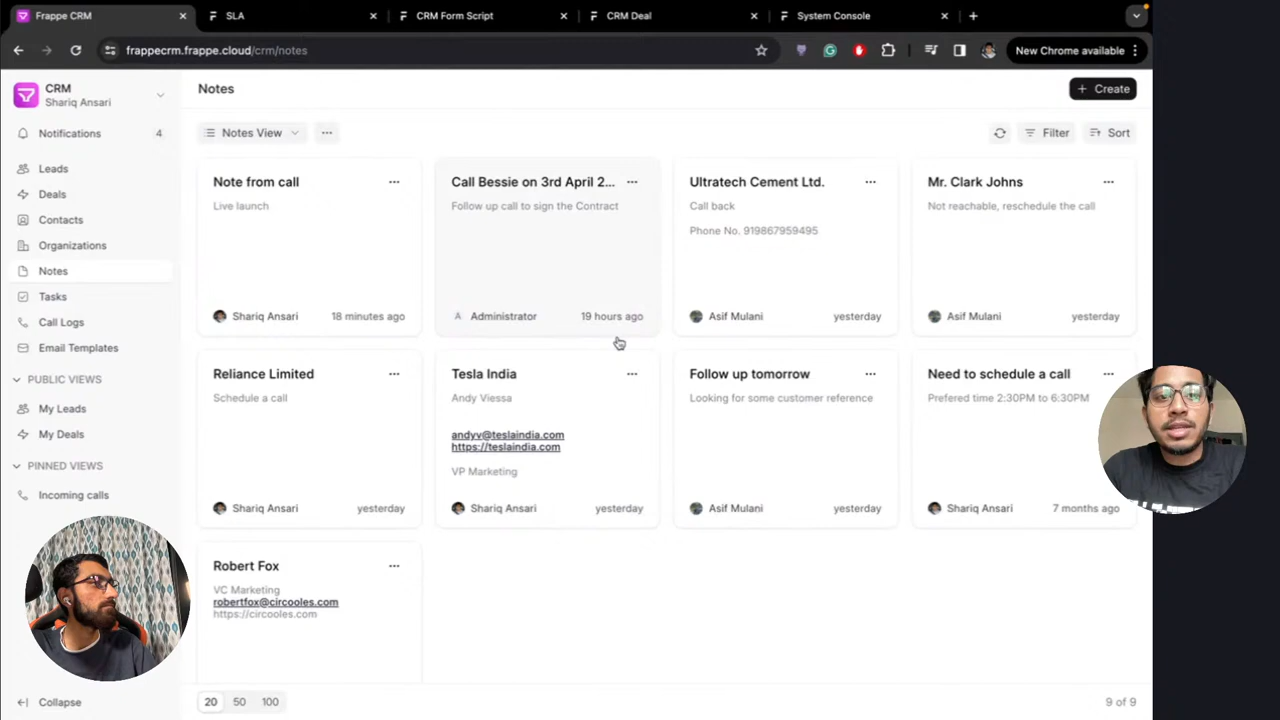 Frappe CRM
SLA
CRM Form Script
CRM Deal
System Console
frappecrm.frappe.cloud/crm/notes
New Chrome available
CRM
Shariq Ansari
Notifications 4
Leads
Deals
Contacts
Organizations
Notes
Tasks
Call Logs
Email Templates
PUBLIC VIEWS
My Leads
My Deals
PINNED VIEWS
Incoming calls
Collapse
Notes
Create
Notes View
Filter
Sort
Note from call
Live launch
Shariq Ansari 18 minutes ago
Call Bessie on 3rd April 2...
Follow up call to sign the Contract
A Administrator 19 hours ago
Ultratech Cement Ltd.
Call back
Phone No. 919867959495
Asif Mulani yesterday
Mr. Clark Johns
Not reachable, reschedule the call
Asif Mulani yesterday
Reliance Limited
Schedule a call
Shariq Ansari yesterday
Tesla India
Andy Viessa
andyv@teslaindia.com
https://teslaindia.com
VP Marketing
Shariq Ansari yesterday
Follow up tomorrow
Looking for some customer reference
Asif Mulani yesterday
Need to schedule a call
Prefered time 2:30PM to 6:30PM
Shariq Ansari 7 months ago
Robert Fox
VC Marketing
robertfox@circooles.com
https://circooles.com
20 50 100
9 of 9